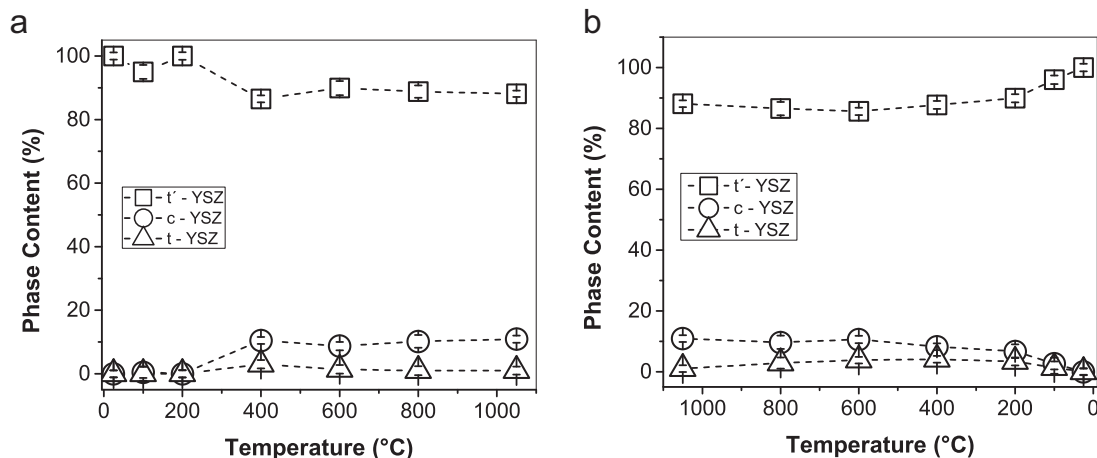 a
100
80
60
40
20
0
Phase Content (%)
t´ - YSZ
c - YSZ
t - YSZ
0 200 400 600 800 1000
Temperature (°C)
b
100
80
60
40
20
0
Phase Content (%)
t´ - YSZ
c - YSZ
t - YSZ
1000 800 600 400 200 0
Temperature (°C)